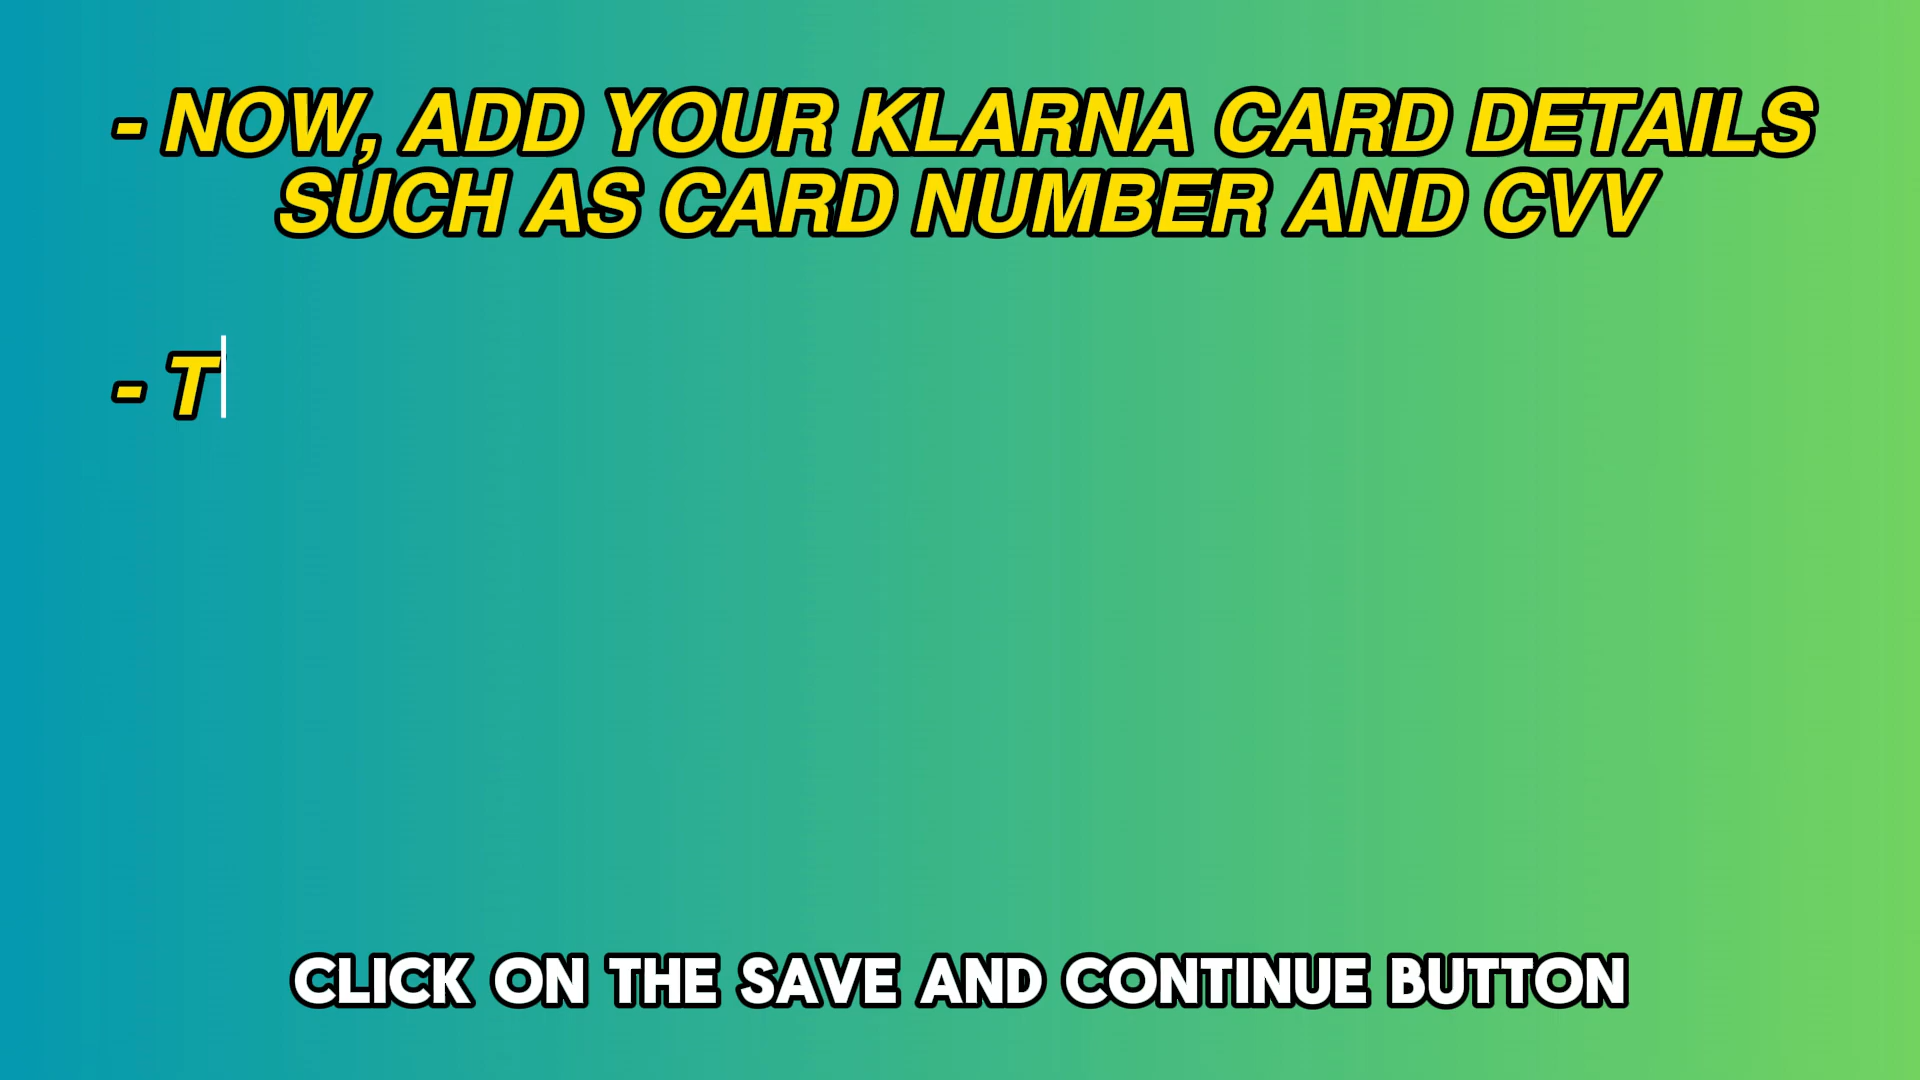 - NOW, ADD YOUR KLARNA CARD DETAILS
SUCH AS CARD NUMBER AND CVV
- T
CLICK ON THE SAVE AND CONTINUE BUTTON